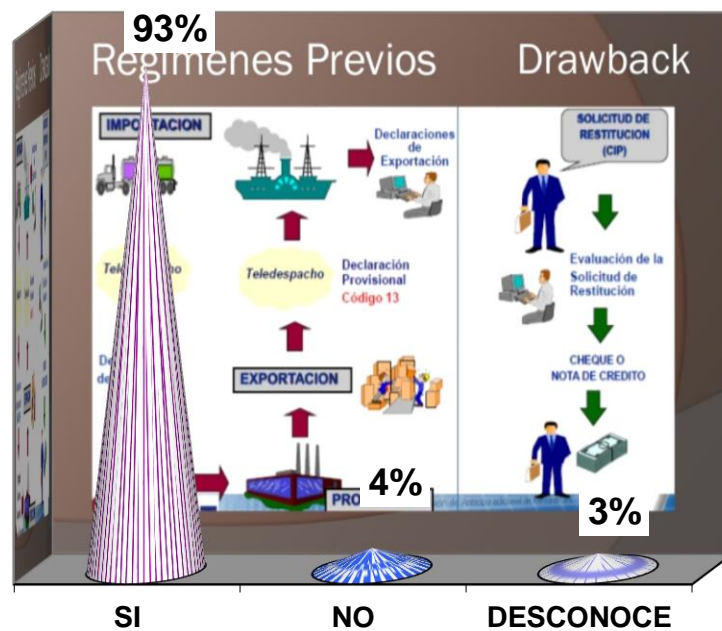 93%
Regimenes Previos
Drawback
IMPORTACION
Declaraciones
de
Exportación
SOLICITUD DE
RESTITUCION
(CIP)
Teledespacho
Declaración
Provisional
Código 13
Evaluación de la
Solicitud de
Restitución
EXPORTACION
CHEQUE O
NOTA DE CREDITO
4%
3%
SI
NO
DESCONOCE